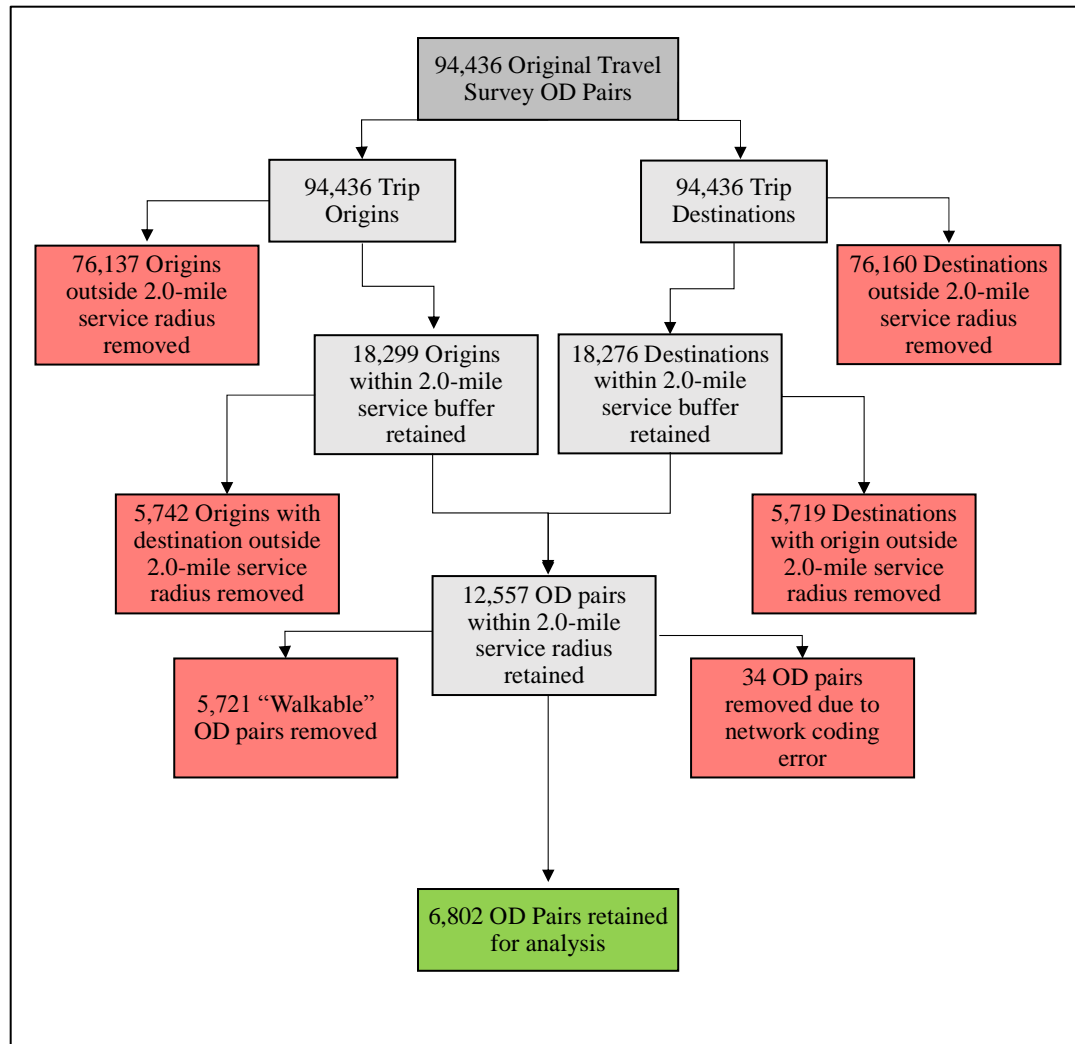 94,436 Original Travel
Survey OD Pairs
94,436 Trip
Origins
94,436 Trip
Destinations
76,137 Origins
outside 2.0-mile
service radius
removed
76,160 Destinations
outside 2.0-mile
service radius
removed
18,299 Origins
within 2.0-mile
service buffer
retained
18,276 Destinations
within 2.0-mile
service buffer
retained
5,742 Origins with
destination outside
2.0-mile service
radius removed
5,719 Destinations
with origin outside
2.0-mile service
radius removed
12,557 OD pairs
within 2.0-mile
service radius
retained
5,721 “Walkable”
OD pairs removed
34 OD pairs
removed due to
network coding
error
6,802 OD Pairs retained
for analysis